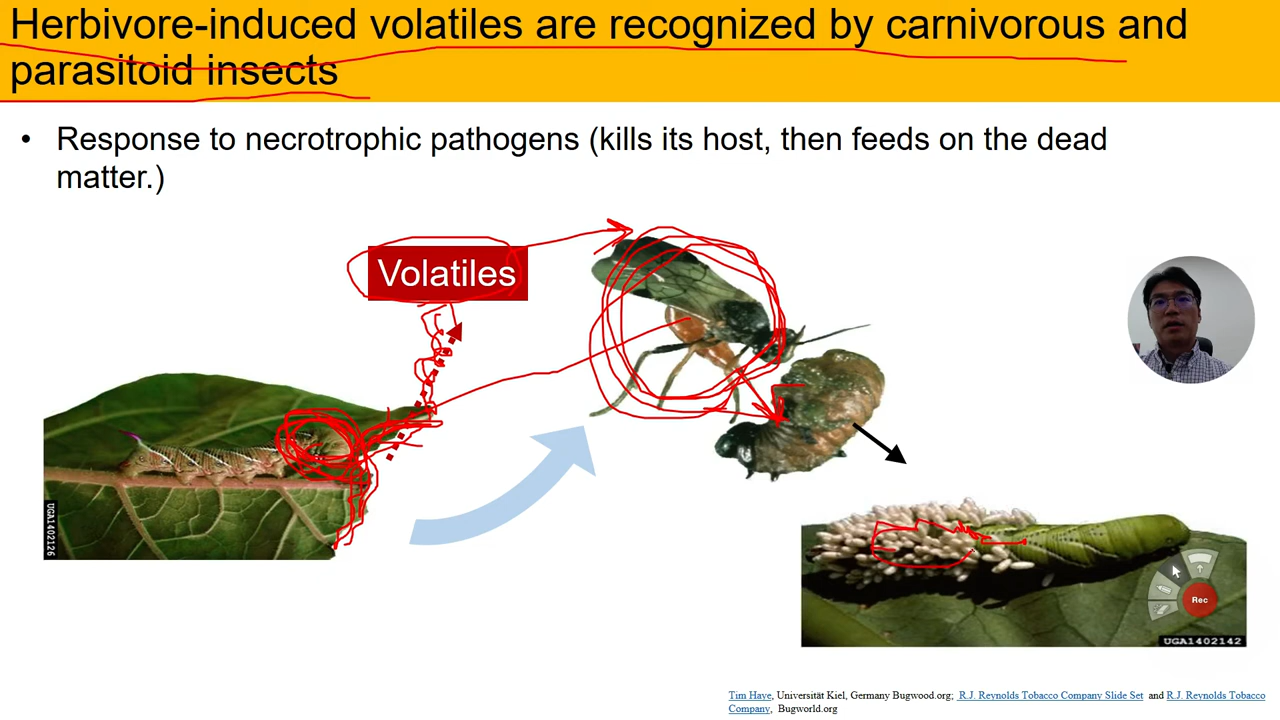 Herbivore-induced volatiles are recognized by carnivorous and
parasitoid insects
• Response to necrotrophic pathogens (kills its host, then feeds on the dead
matter.)
Volatiles
UGA1402126
Rec
UGA1402142
Tim Haye, Universität Kiel, Germany Bugwood.org; R.J. Reynolds Tobacco Company Slide Set and R.J. Reynolds Tobacco
Company, Bugworld.org